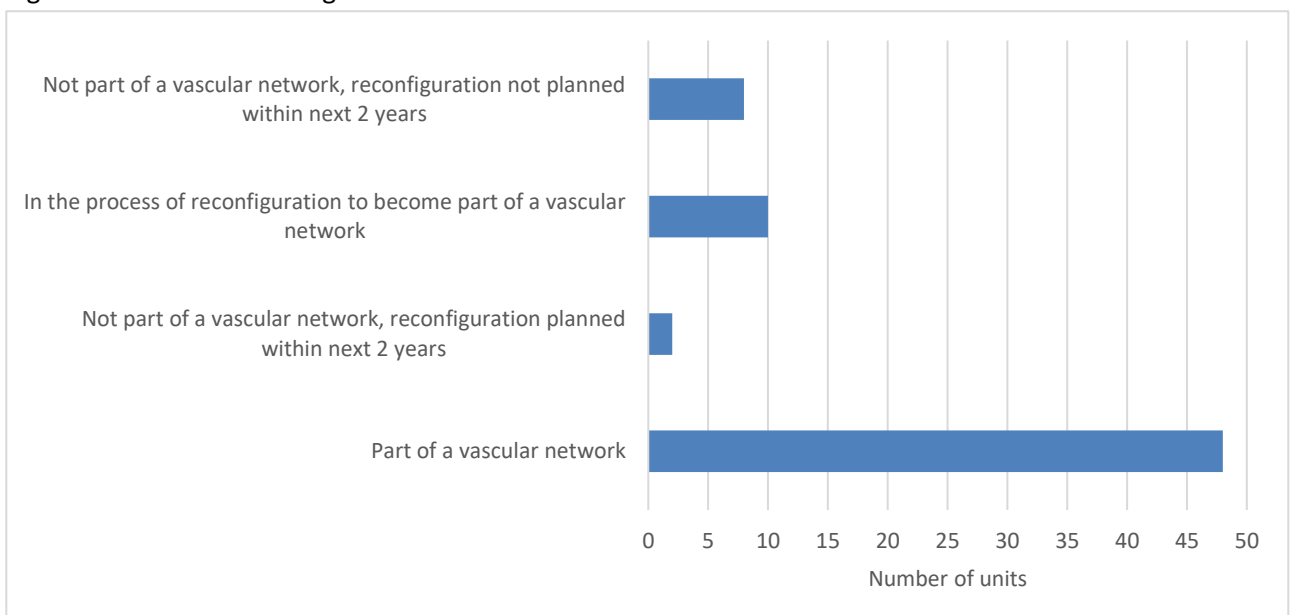 Not part of a vascular network, reconfiguration not planned
within next 2 years
In the process of reconfiguration to become part of a vascular
network
Not part of a vascular network, reconfiguration planned
within next 2 years
Part of a vascular network
0 5 10 15 20 25 30 35 40 45 50
Number of units